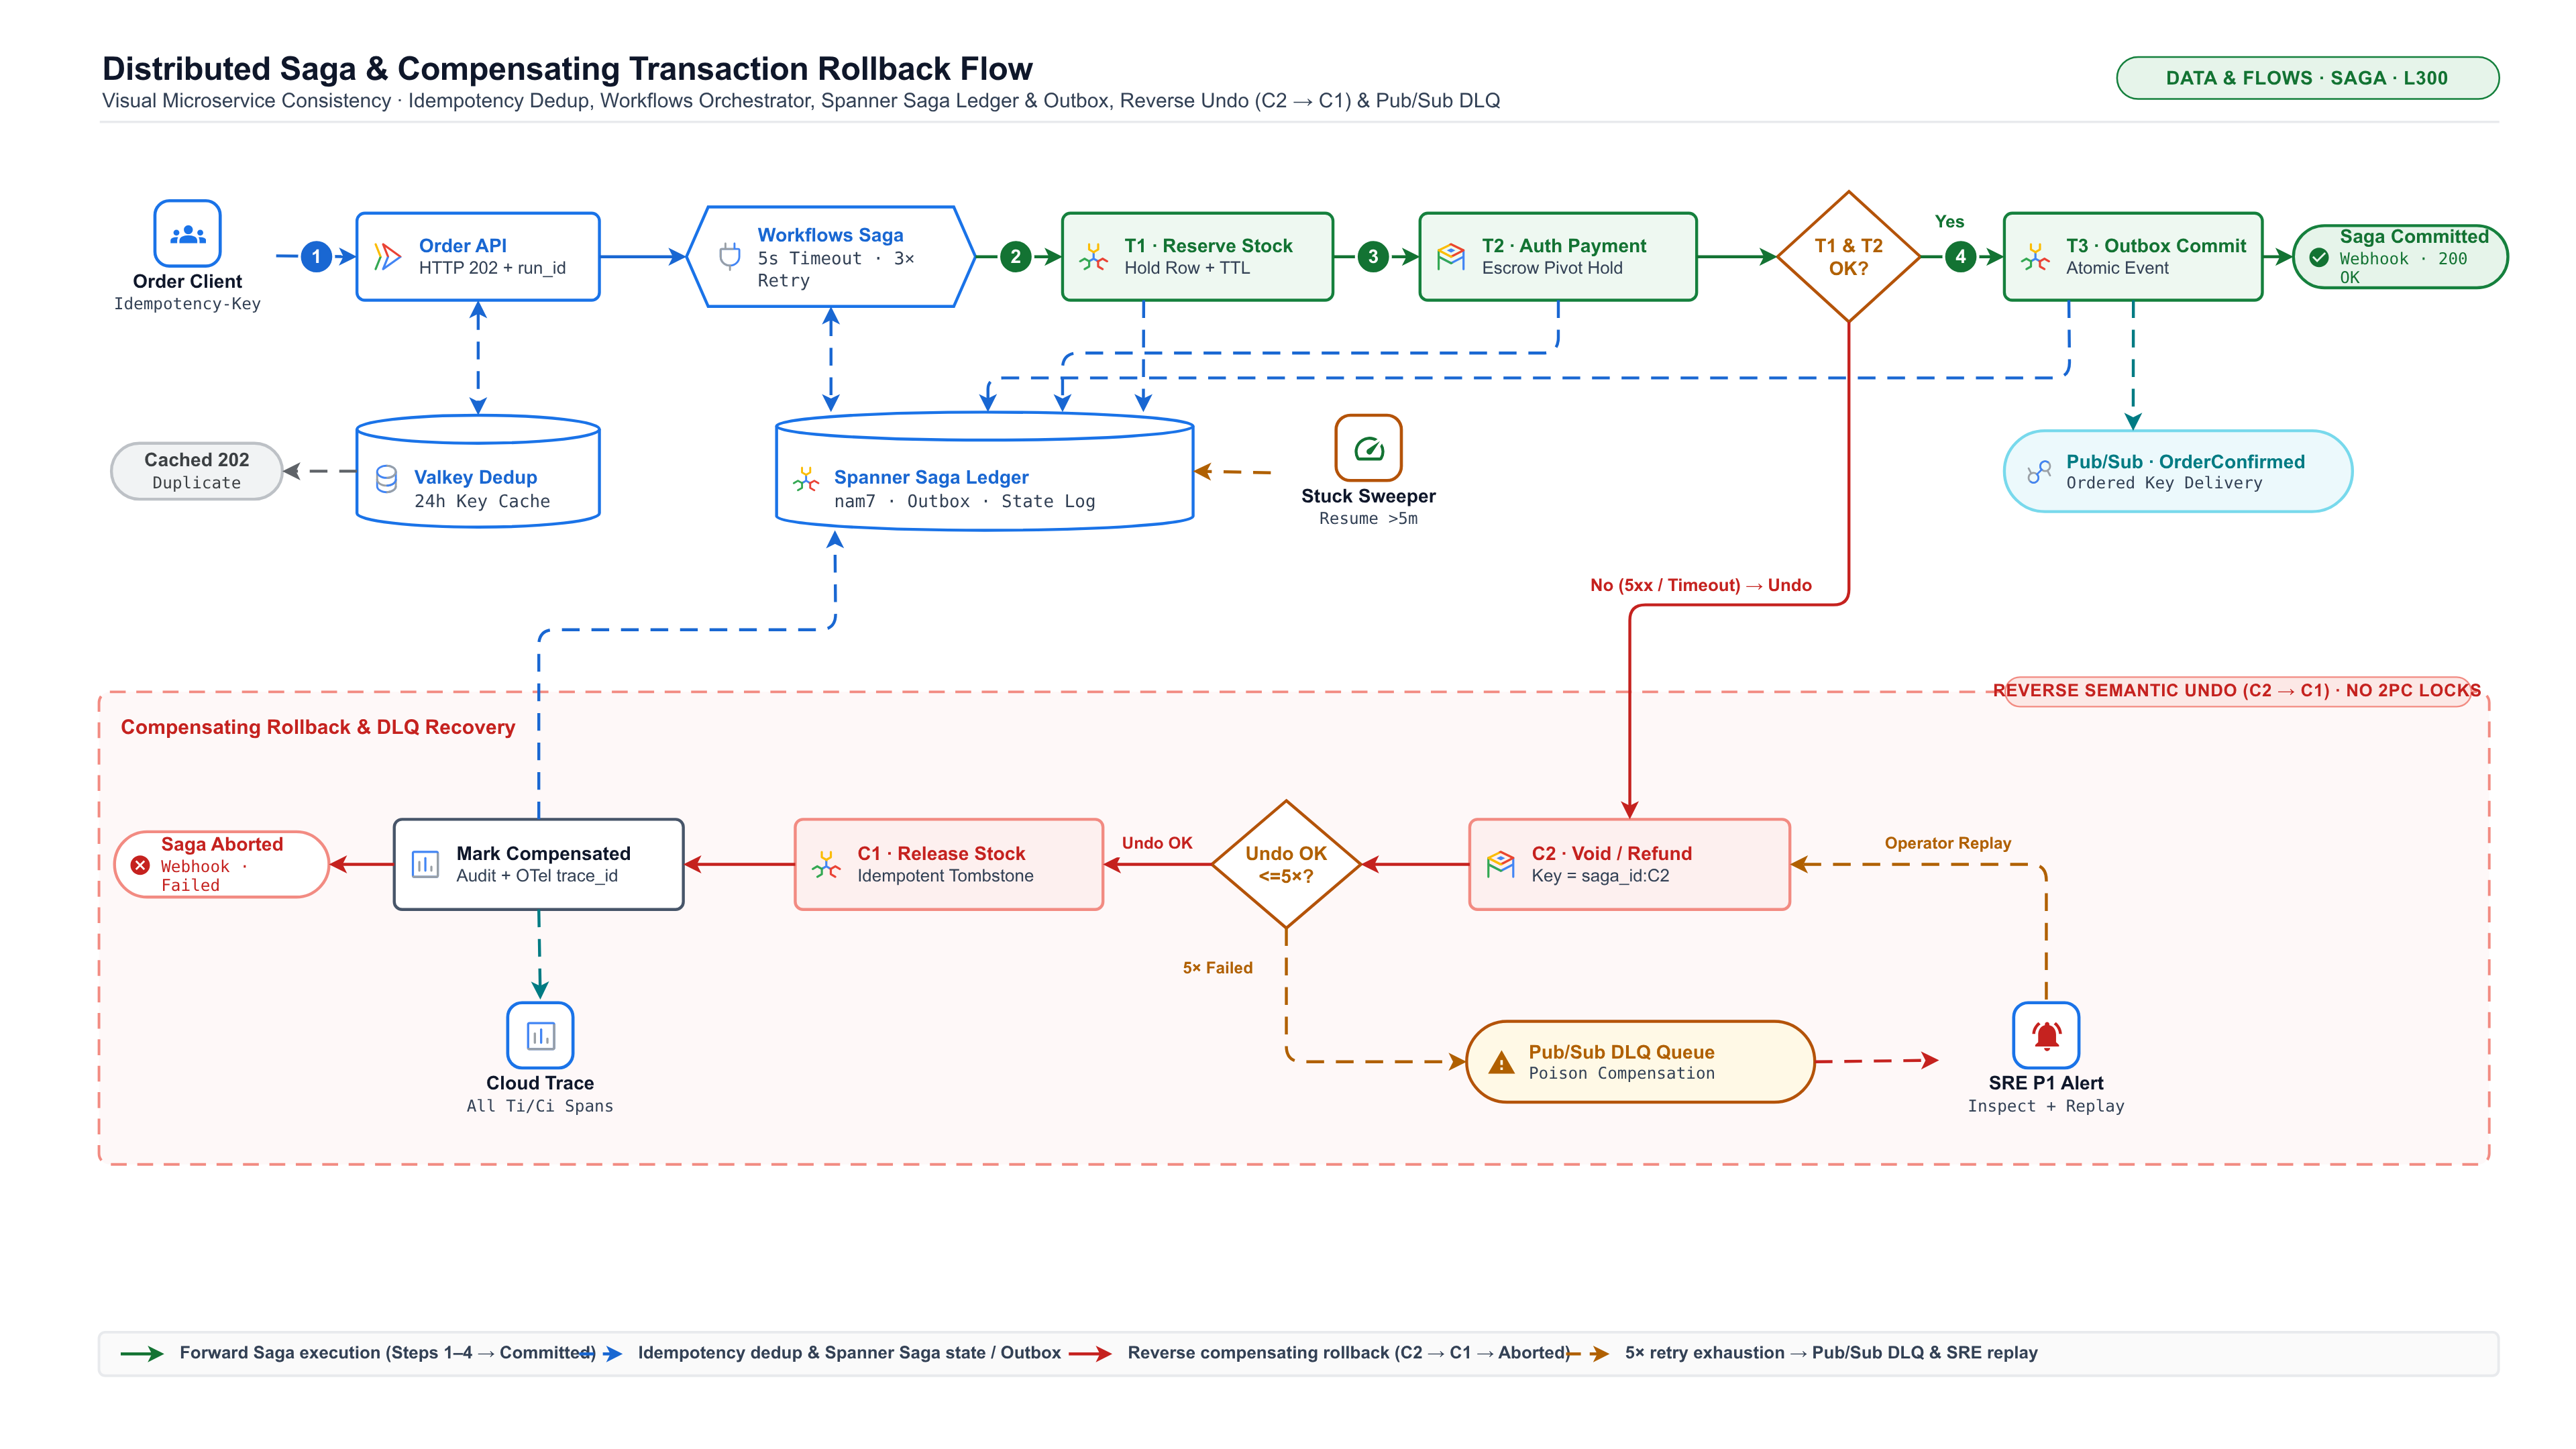 Distributed Saga & Compensating Transaction Rollback Flow
Visual Microservice Consistency · Idempotency Dedup, Workflows Orchestrator, Spanner Saga Ledger & Outbox, Reverse Undo (C2 → C1) & Pub/Sub DLQ
DATA & FLOWS · SAGA · L300
Order Client
Idempotency-Key
1
Order API
HTTP 202 + run_id
Workflows Saga
5s Timeout · 3×
Retry
2
T1 · Reserve Stock
Hold Row + TTL
3
T2 · Auth Payment
Escrow Pivot Hold
T1 & T2
OK?
Yes
4
T3 · Outbox Commit
Atomic Event
Saga Committed
Webhook · 200
OK
Cached 202
Duplicate
Valkey Dedup
24h Key Cache
Spanner Saga Ledger
nam7 · Outbox · State Log
Stuck Sweeper
Resume >5m
Pub/Sub · OrderConfirmed
Ordered Key Delivery
No (5xx / Timeout) → Undo
REVERSE SEMANTIC UNDO (C2 → C1) · NO 2PC LOCKS
Compensating Rollback & DLQ Recovery
Saga Aborted
Webhook ·
Failed
Mark Compensated
Audit + OTel trace_id
C1 · Release Stock
Idempotent Tombstone
Undo OK
Undo OK
<=5×?
C2 · Void / Refund
Key = saga_id:C2
Operator Replay
5× Failed
Cloud Trace
All Ti/Ci Spans
Pub/Sub DLQ Queue
Poison Compensation
SRE P1 Alert
Inspect + Replay
Forward Saga execution (Steps 1–4 → Committed)
Idempotency dedup & Spanner Saga state / Outbox
Reverse compensating rollback (C2 → C1 → Aborted)
5× retry exhaustion → Pub/Sub DLQ & SRE replay